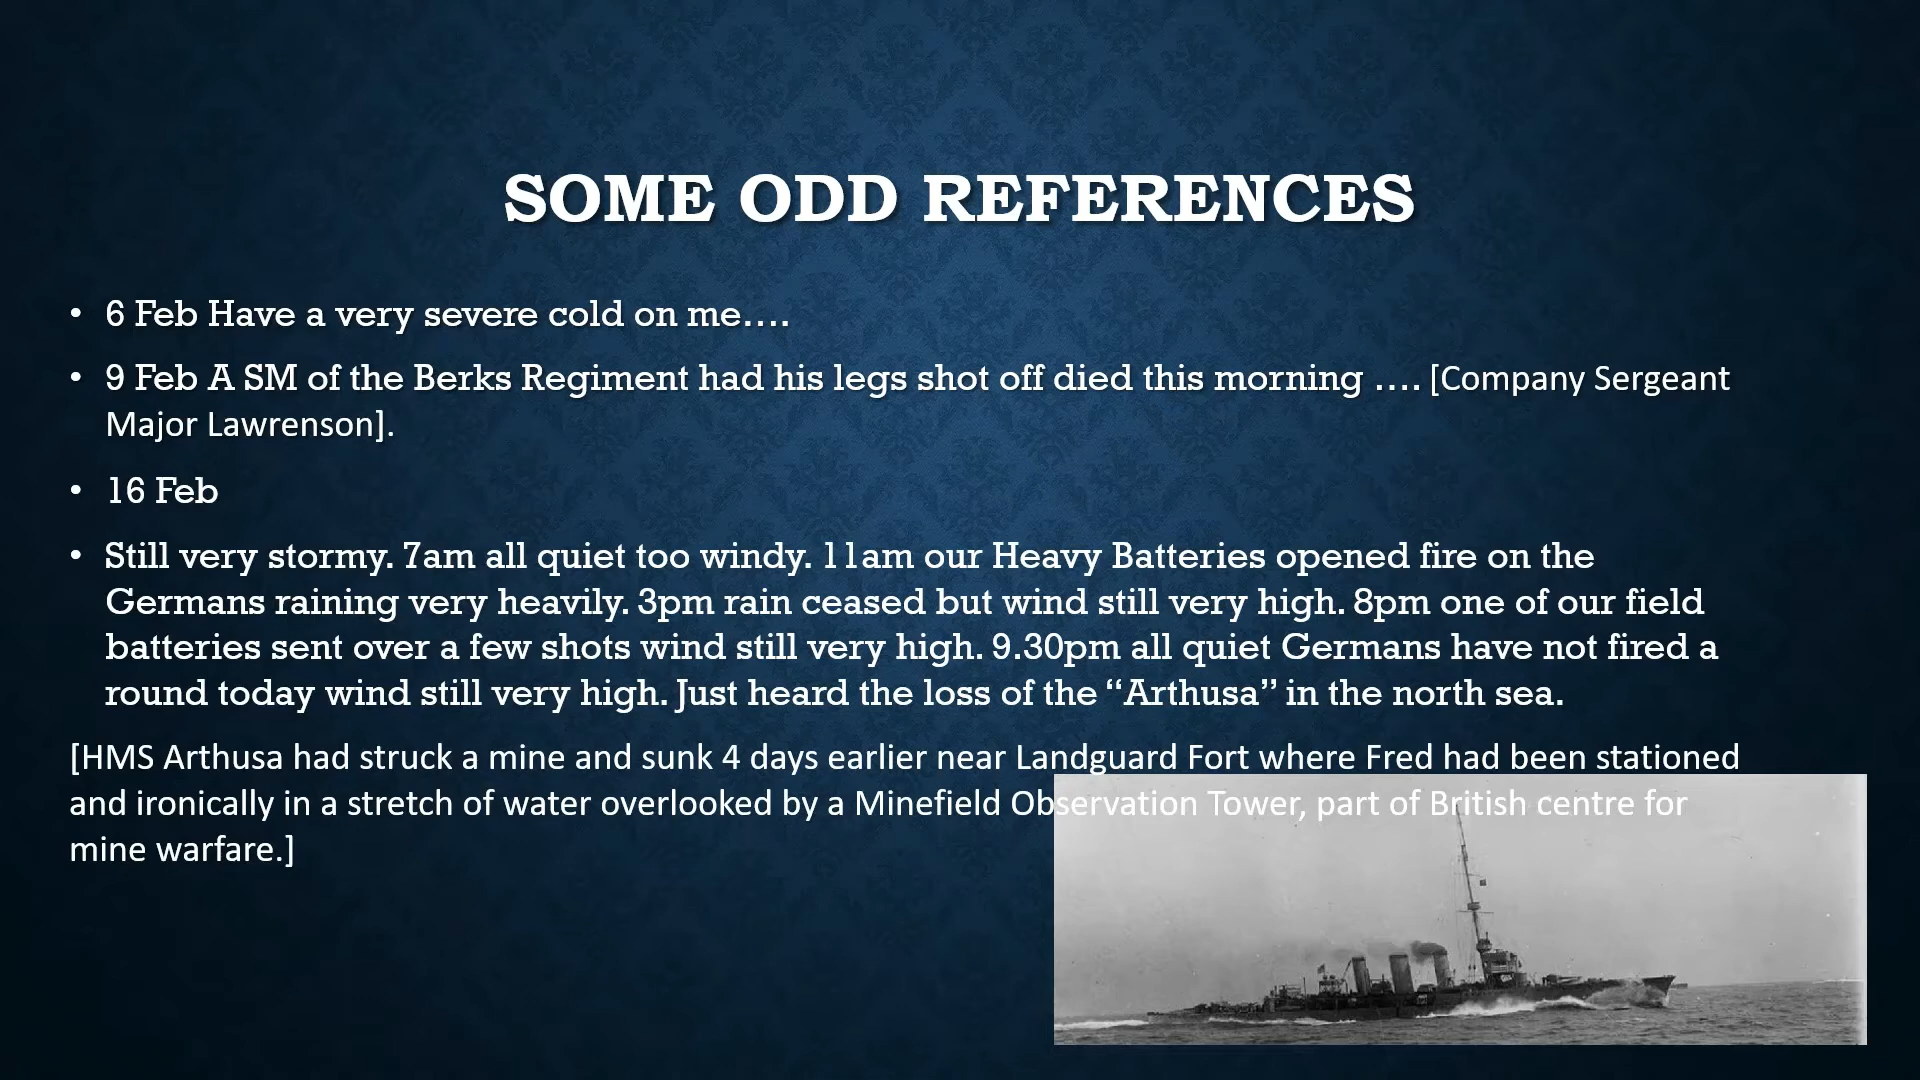 SOME ODD REFERENCES
• 6 Feb Have a very severe cold on me….
• 9 Feb A SM of the Berks Regiment had his legs shot off died this morning …. [Company Sergeant
Major Lawrenson].
• 16 Feb
• Still very stormy. 7am all quiet too windy. 11am our Heavy Batteries opened fire on the
Germans raining very heavily. 3pm rain ceased but wind still very high. 8pm one of our field
batteries sent over a few shots wind still very high. 9.30pm all quiet Germans have not fired a
round today wind still very high. Just heard the loss of the “Arthusa” in the north sea.
[HMS Arthusa had struck a mine and sunk 4 days earlier near Landguard Fort where Fred had been stationed
and ironically in a stretch of water overlooked by a Minefield Observation Tower, part of British centre for
mine warfare.]